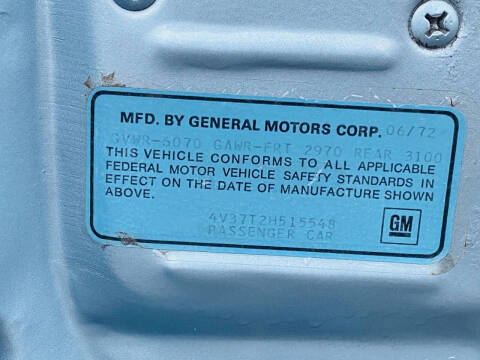 MFD. BY GENERAL MOTORS CORP. 06/72
GVWR-6070 GAWR-FRT 2970 REAR 3100
THIS VEHICLE CONFORMS TO ALL APPLICABLE
FEDERAL MOTOR VEHICLE SAFETY STANDARDS IN
EFFECT ON THE DATE OF MANUFACTURE SHOWN
ABOVE.
4V37T2H515548
PASSENGER CAR
GM